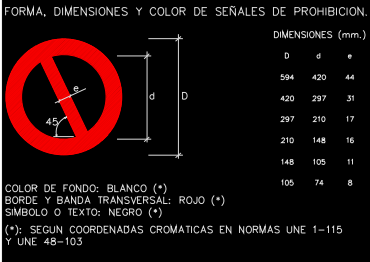 FORMA, DIMENSIONES Y COLOR DE SEÑALES DE PROHIBICION.
DIMENSIONES (mm.)
D d e
594 420 44
420 297 31
297 210 17
210 148 16
148 105 11
105 74 8
e
45
d
D
COLOR DE FONDO: BLANCO (*)
BORDE Y BANDA TRANSVERSAL: ROJO (*)
SIMBOLO O TEXTO: NEGRO (*)
(*): SEGUN COORDENADAS CROMATICAS EN NORMAS UNE 1-115
Y UNE 48-103